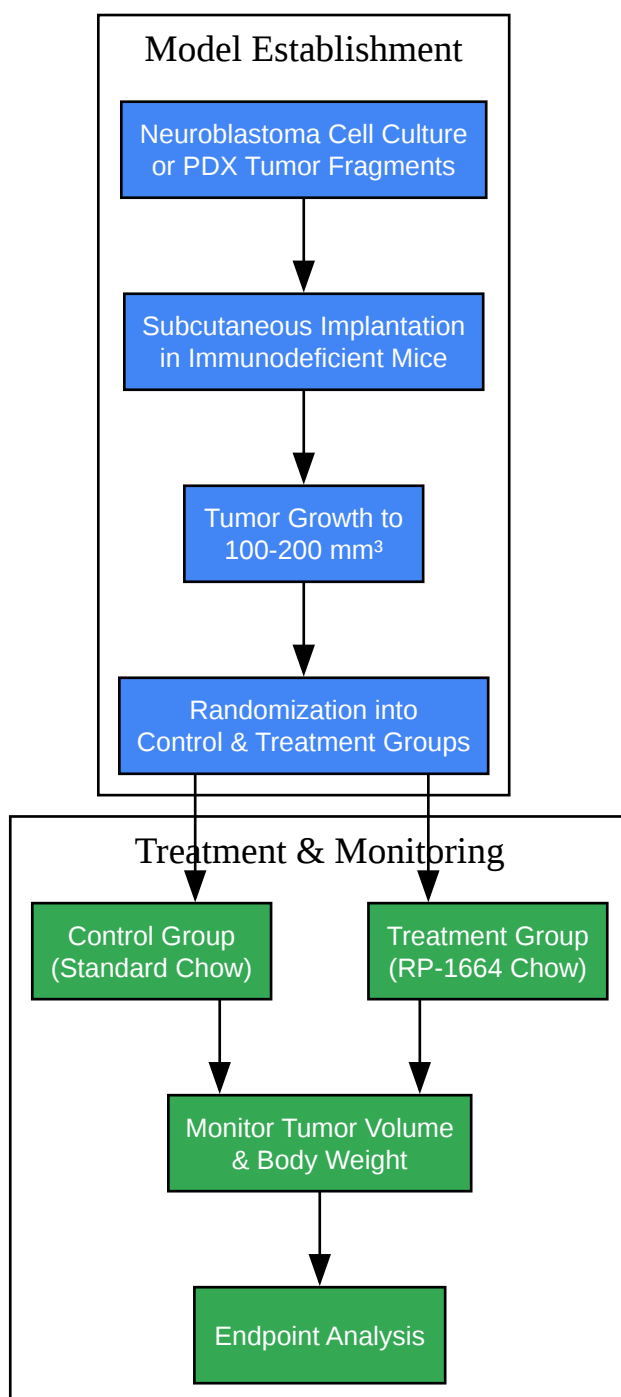 Model Establishment
Neuroblastoma Cell Culture
or PDX Tumor Fragments
Subcutaneous Implantation
in Immunodeficient Mice
Tumor Growth to
100-200 mm³
Randomization into
Control & Treatment Groups
Treatment & Monitoring
Control Group
(Standard Chow)
Treatment Group
(RP-1664 Chow)
Monitor Tumor Volume
& Body Weight
Endpoint Analysis